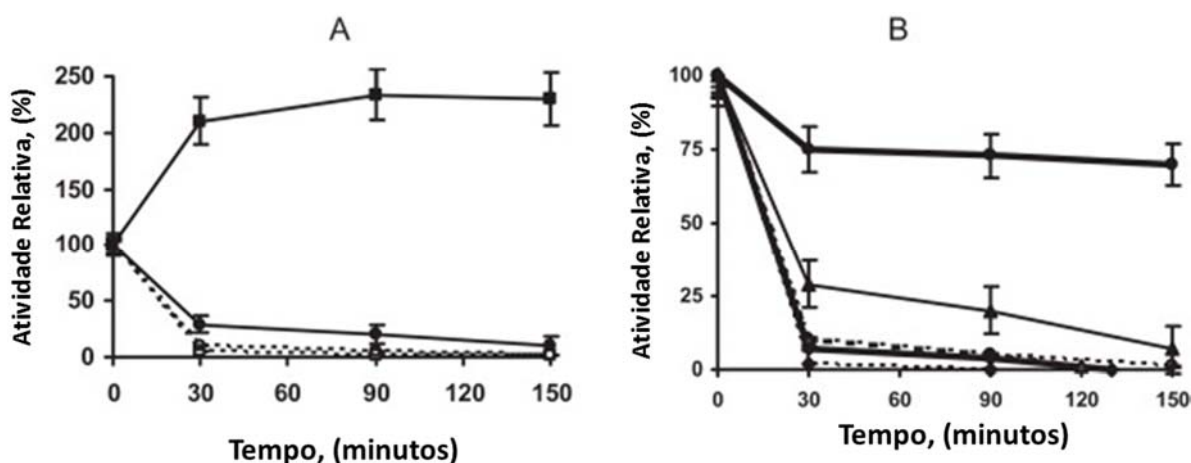 A
Atividade Relativa, (%)
250
200
150
100
50
0
0 30 60 90 120 150
Tempo, (minutos)
B
Atividade Relativa, (%)
100
75
50
25
0
0 30 60 90 120 150
Tempo, (minutos)